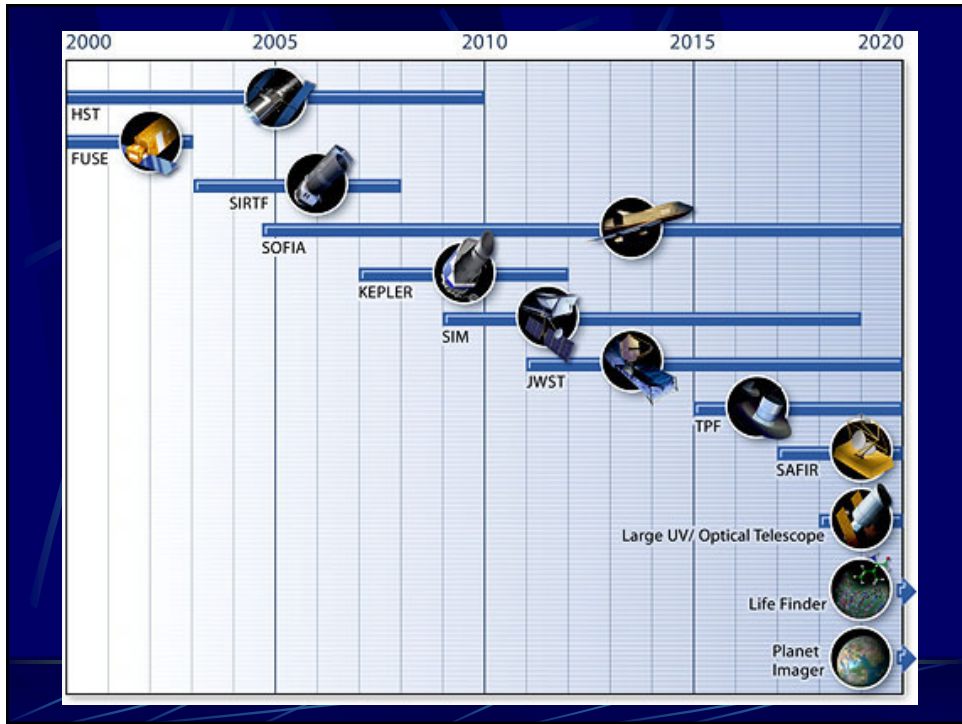 2000 2005 2010 2015 2020
HST
FUSE
SIRTF
SOFIA
KEPLER
SIM
JWST
TPF
SAFIR
Large UV/ Optical Telescope
Life Finder
Planet
Imager